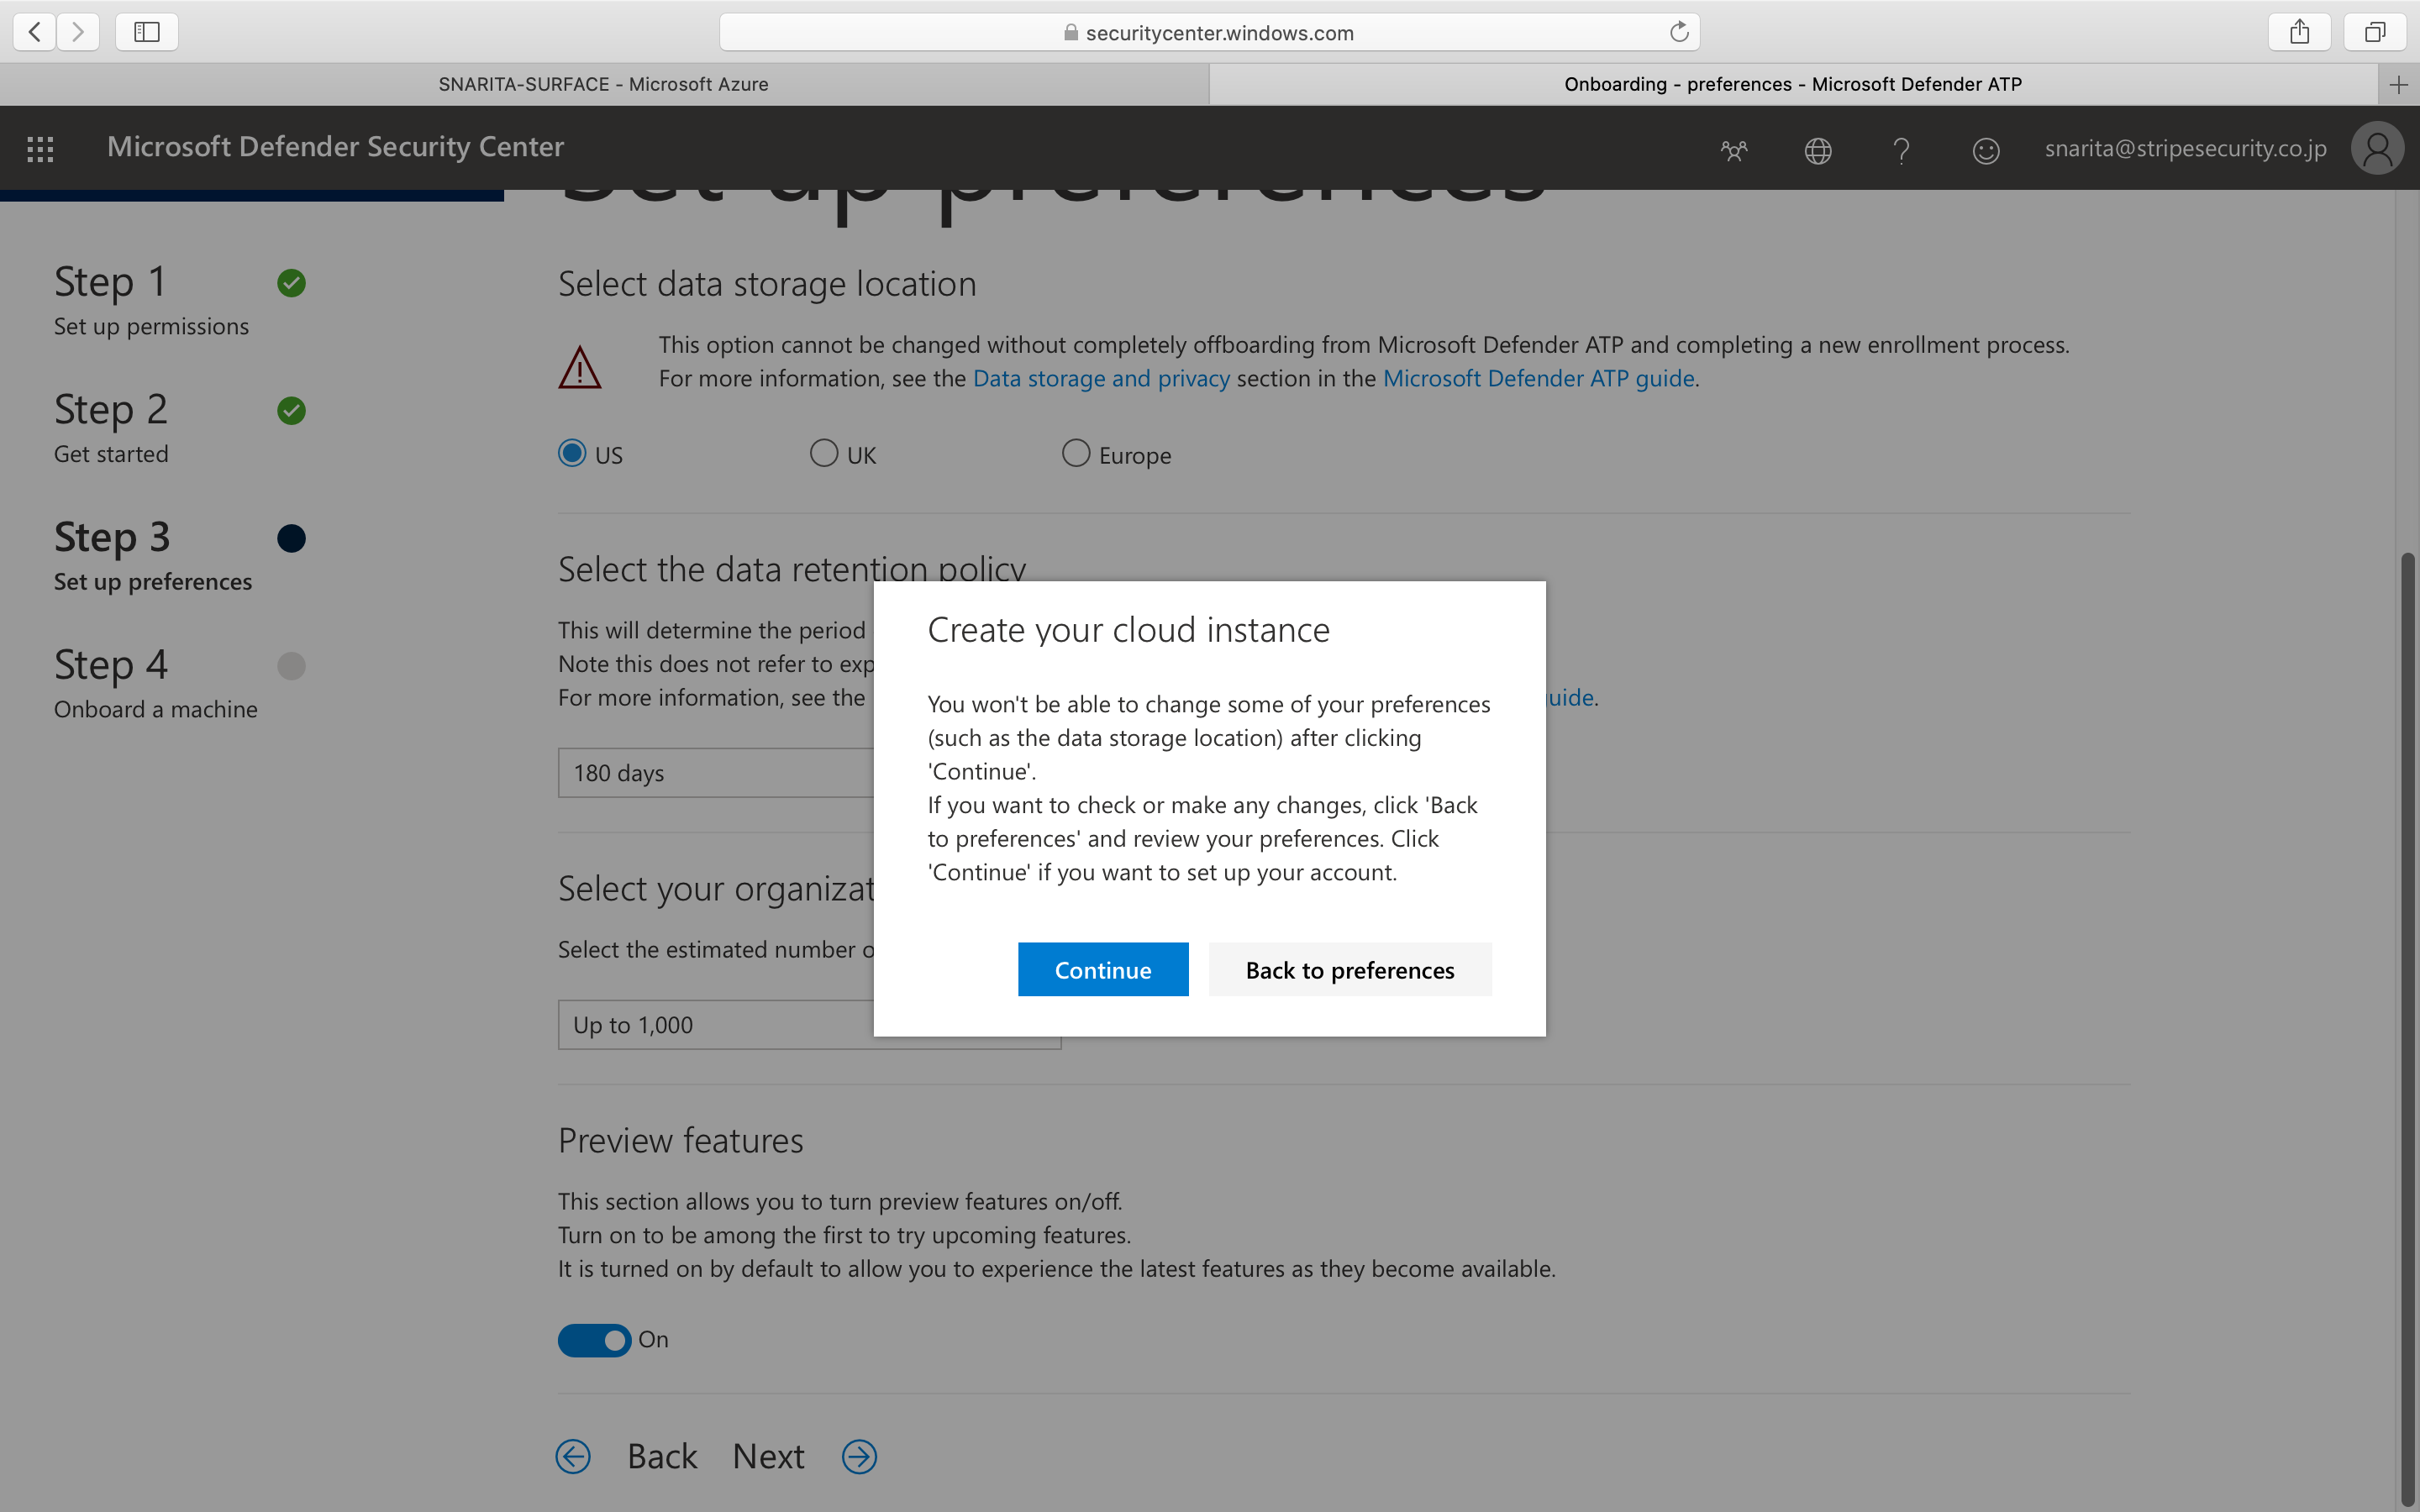 securitycenter.windows.com
SNARITA-SURFACE - Microsoft Azure
Onboarding - preferences - Microsoft Defender ATP
Microsoft Defender Security Center
snarita@stripesecurity.co.jp
Set up preferences
Step 1
Set up permissions
Step 2
Get started
Step 3
Set up preferences
Step 4
Onboard a machine
Select data storage location
This option cannot be changed without completely offboarding from Microsoft Defender ATP and completing a new enrollment process.
For more information, see the Data storage and privacy section in the Microsoft Defender ATP guide.
US
UK
Europe
Select the data retention policy
This will determine the period
Note this does not refer to exp
For more information, see the
uide.
180 days
Select your organizat
Select the estimated number o
Up to 1,000
Create your cloud instance
You won't be able to change some of your preferences
(such as the data storage location) after clicking
'Continue'.
If you want to check or make any changes, click 'Back
to preferences' and review your preferences. Click
'Continue' if you want to set up your account.
Continue
Back to preferences
Preview features
This section allows you to turn preview features on/off.
Turn on to be among the first to try upcoming features.
It is turned on by default to allow you to experience the latest features as they become available.
On
Back
Next